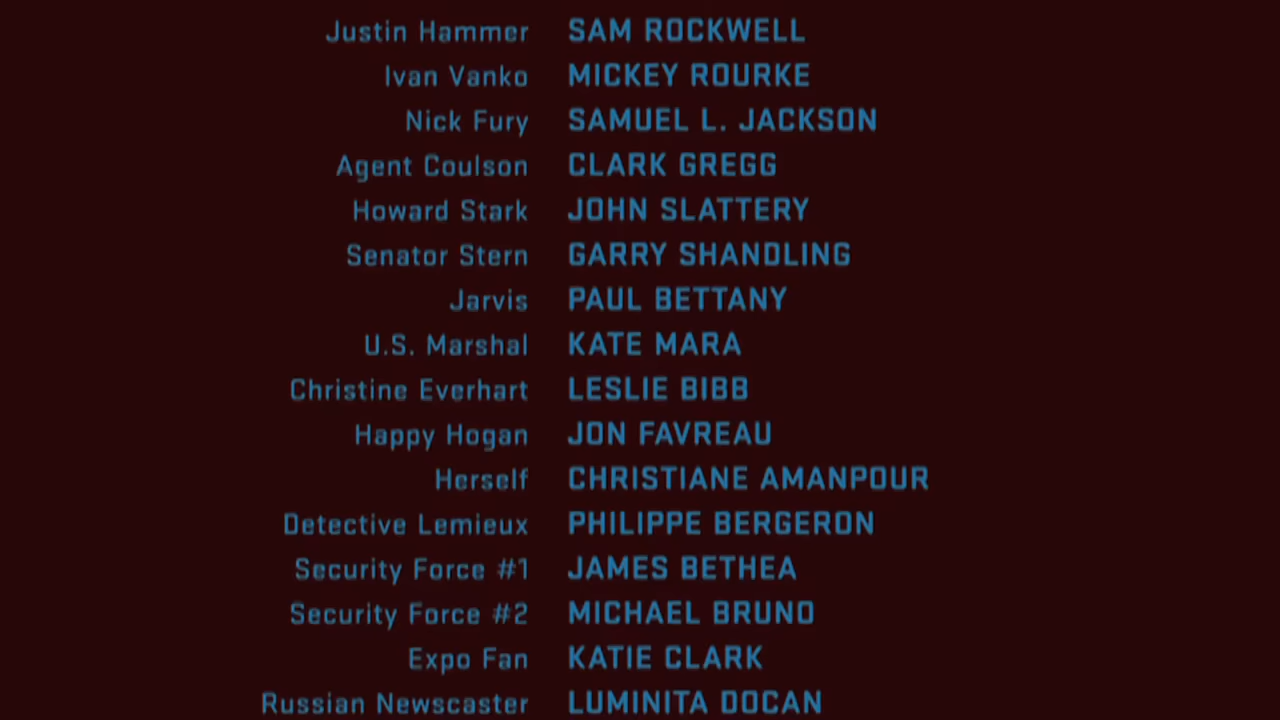 Justin Hammer SAM ROCKWELL
Ivan Vanko MICKEY ROURKE
Nick Fury SAMUEL L. JACKSON
Agent Coulson CLARK GREGG
Howard Stark JOHN SLATTERY
Senator Stern GARRY SHANDLING
Jarvis PAUL BETTANY
U.S. Marshal KATE MARA
Christine Everhart LESLIE BIBB
Happy Hogan JON FAVREAU
Herself CHRISTIANE AMANPOUR
Detective Lemieux PHILIPPE BERGERON
Security Force #1 JAMES BETHEA
Security Force #2 MICHAEL BRUNO
Expo Fan KATIE CLARK
Russian Newscaster LUMINITA DOCAN